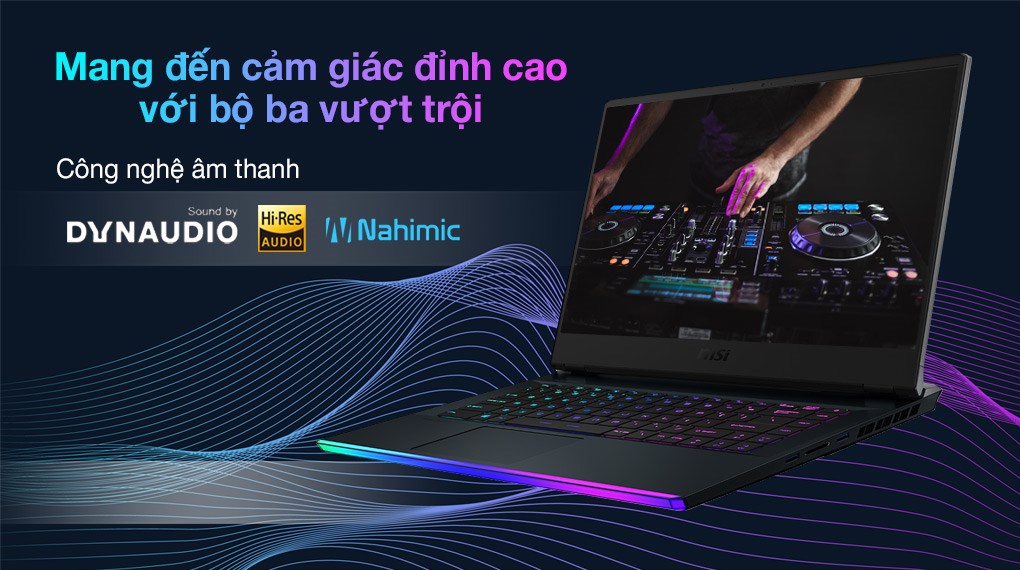 Mang đến cảm giác đỉnh cao
với bộ ba vượt trội
Công nghệ âm thanh
Sound by
DYNAUDIO
Hi-Res
AUDIO
Nahimic
msi